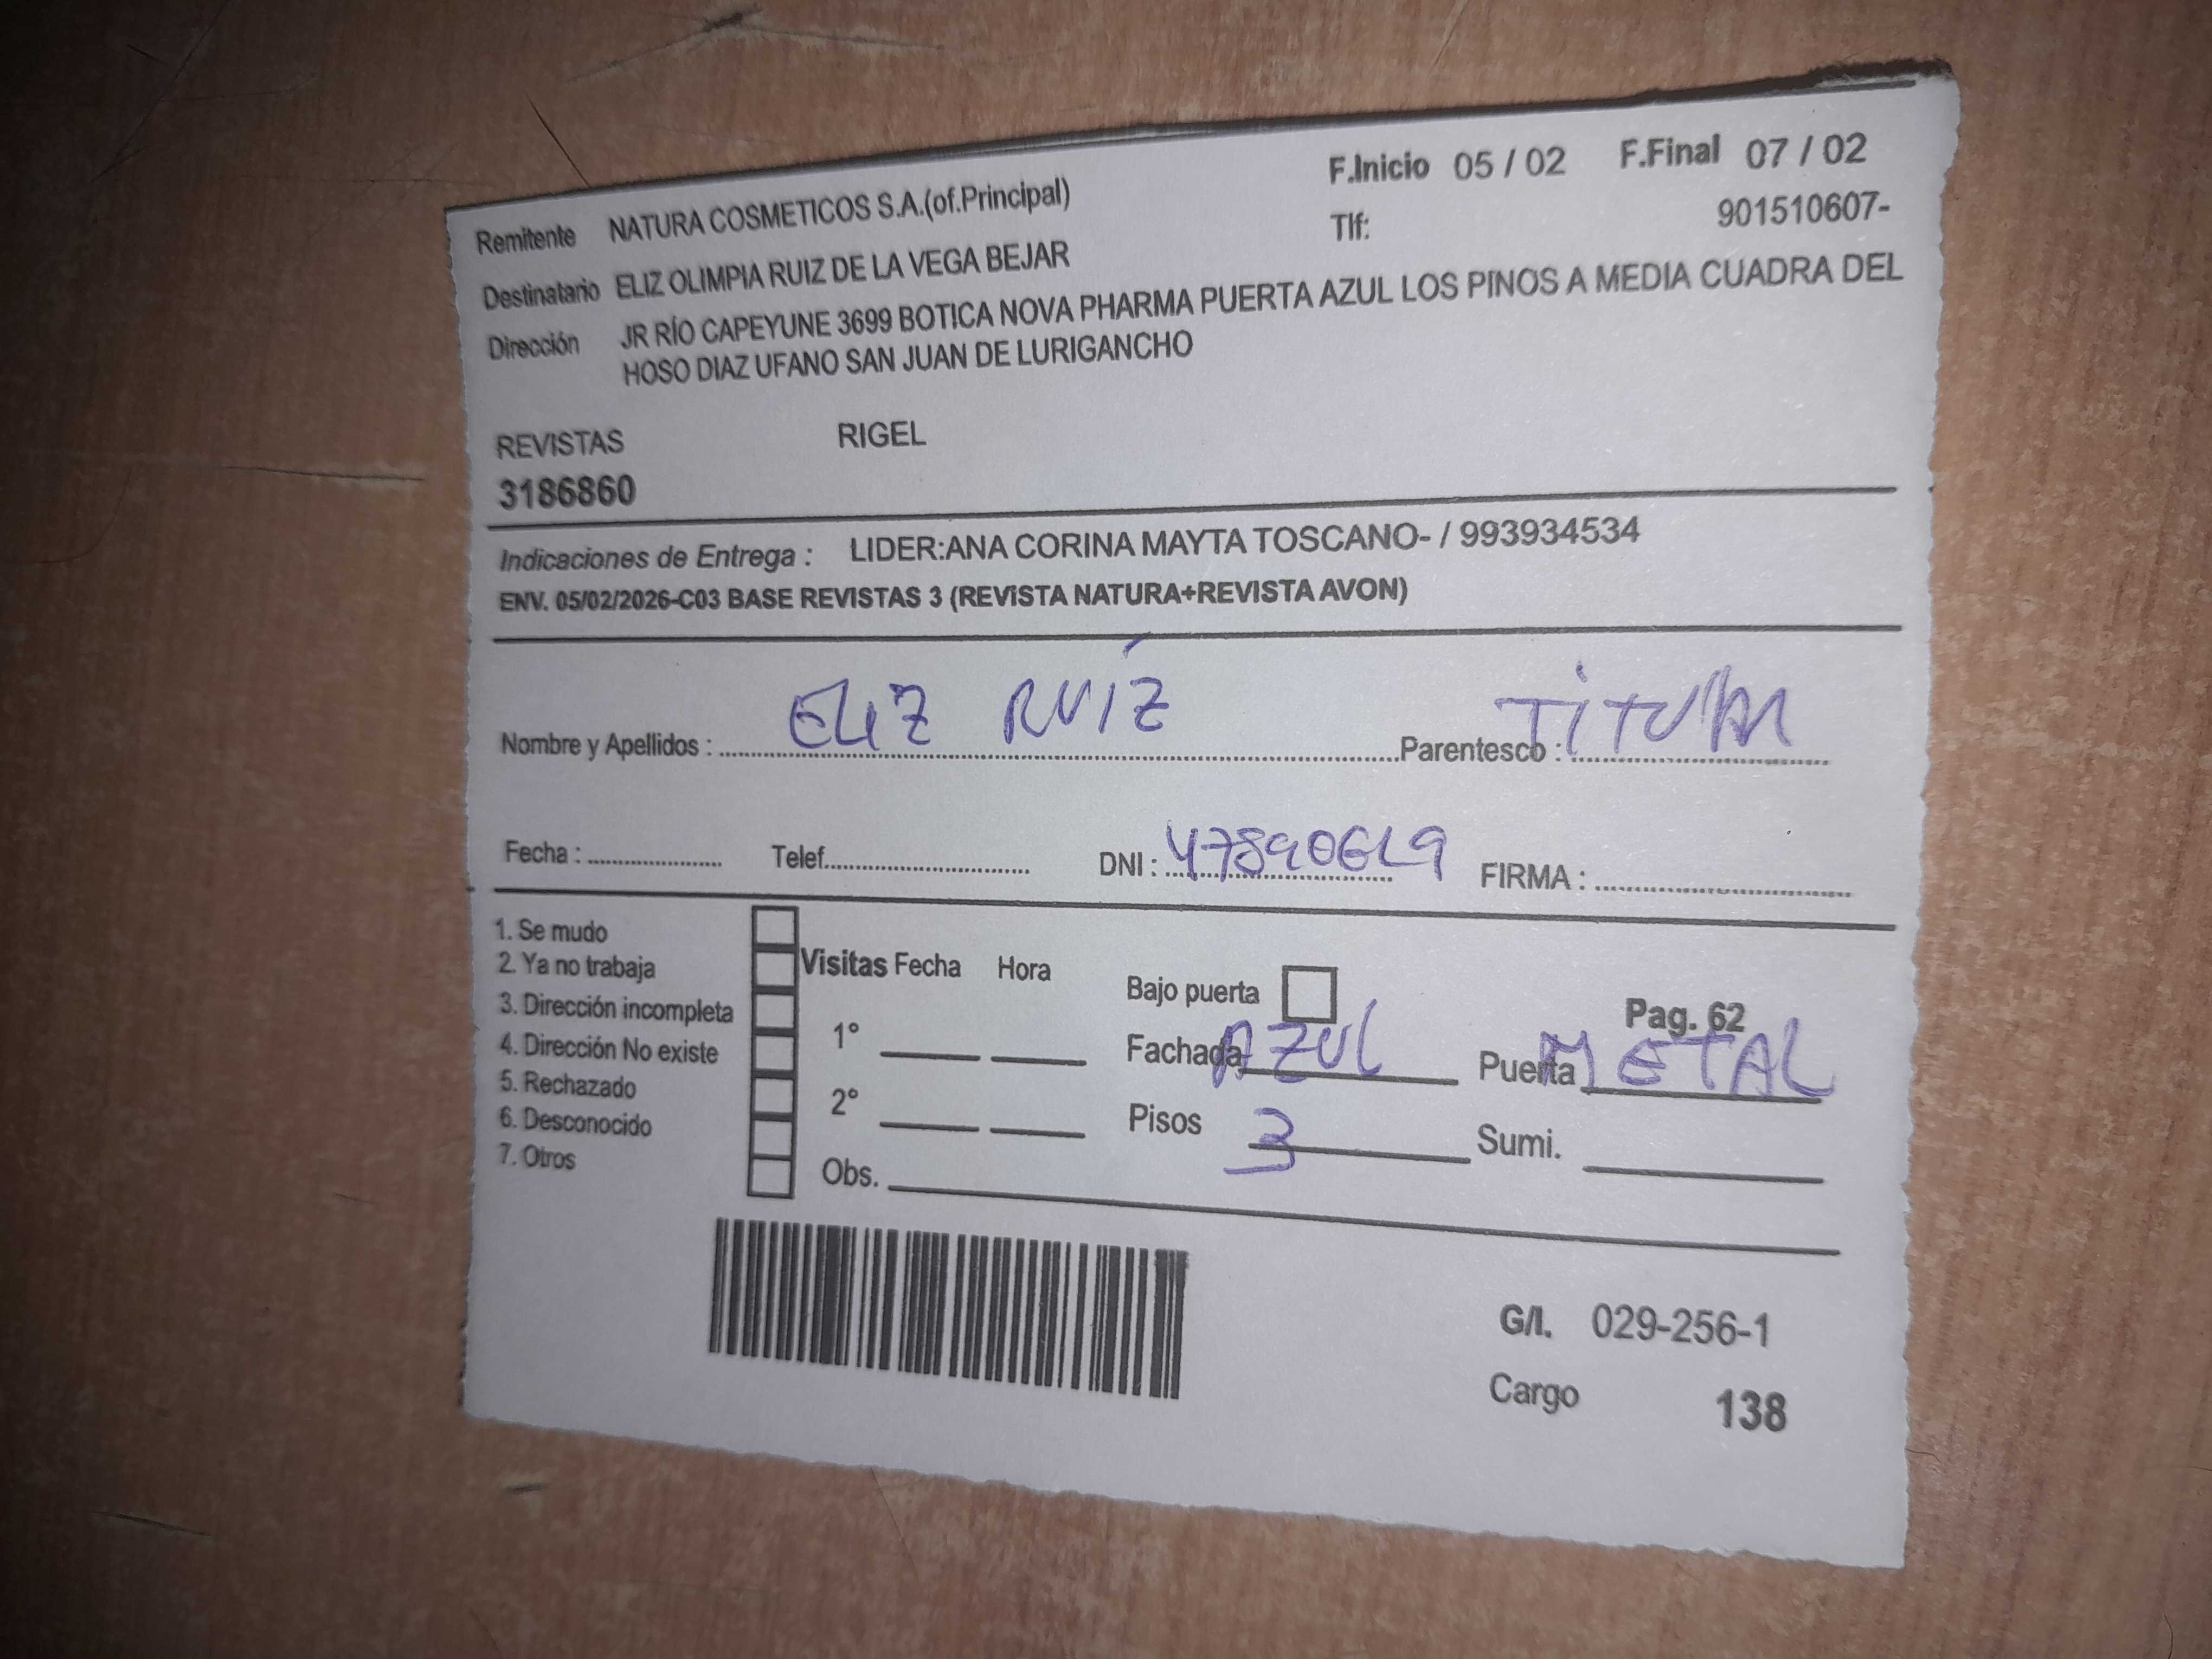 F.Inicio 05 / 02 F.Final 07 / 02
Remitente NATURA COSMETICOS S.A.(of.Principal) Tlf: 901510607-
Destinatario ELIZ OLIMPIA RUIZ DE LA VEGA BEJAR
Dirección JR RÍO CAPEYUNE 3699 BOTICA NOVA PHARMA PUERTA AZUL LOS PINOS A MEDIA CUADRA DEL
HOSO DIAZ UFANO SAN JUAN DE LURIGANCHO
REVISTAS RIGEL
3186860
Indicaciones de Entrega : LIDER:ANA CORINA MAYTA TOSCANO- / 993934534
ENV. 05/02/2026-C03 BASE REVISTAS 3 (REVISTA NATURA+REVISTA AVON)
Nombre y Apellidos : ELIZ RUÍZ Parentesco : TITULAR
Fecha : Telef. DNI : FIRMA :
1. Se mudo
2. Ya no trabaja
3. Dirección incompleta
4. Dirección No existe
5. Rechazado
6. Desconocido
7. Otros
Visitas Fecha Hora
1°
2°
Obs.
Bajo puerta Pag. 62
Fachada AZUL Puerta METAL
Pisos 3 Sumi.
G/I. 029-256-1
Cargo 138